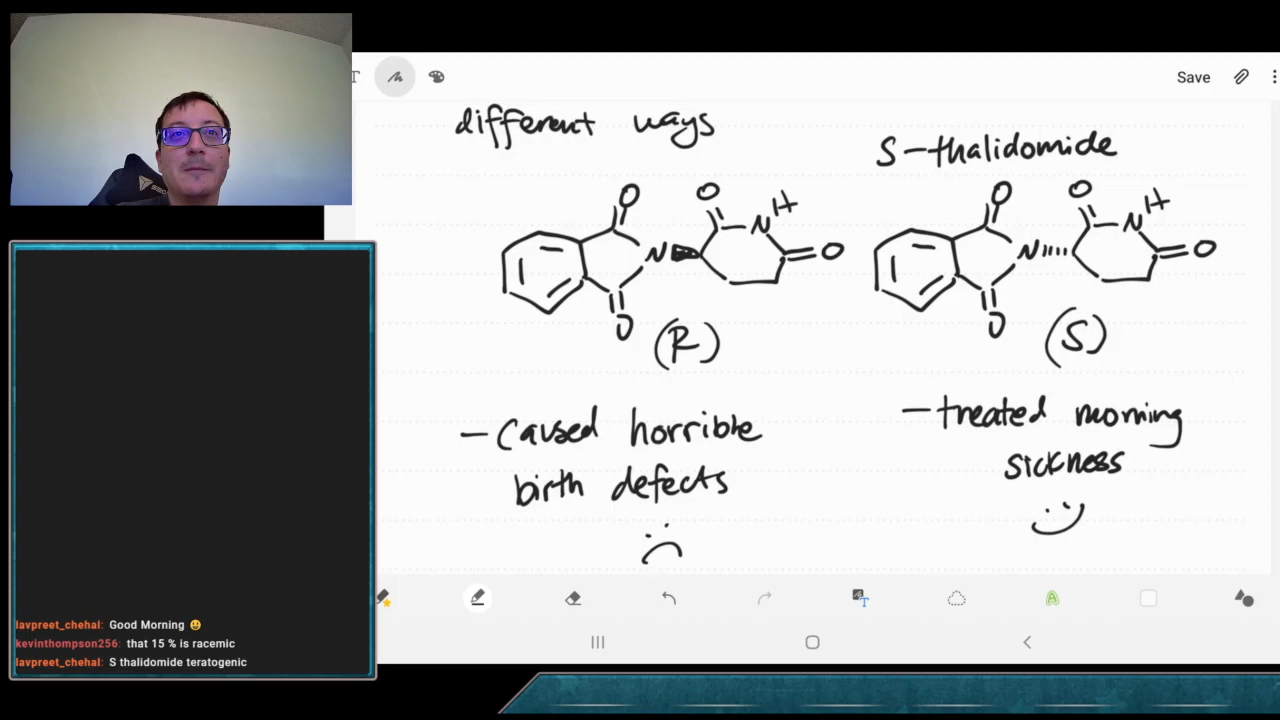 T
Save
different ways
S-thalidomide
O O N H O
N
O
(R)
O O N H O
N
O
(S)
- caused horrible
birth defects
- treated morning
sickness
lavpreet_chehal: Good Morning 😃
kevinthompson256: that 15 % is racemic
lavpreet_chehal: S thalidomide teratogenic